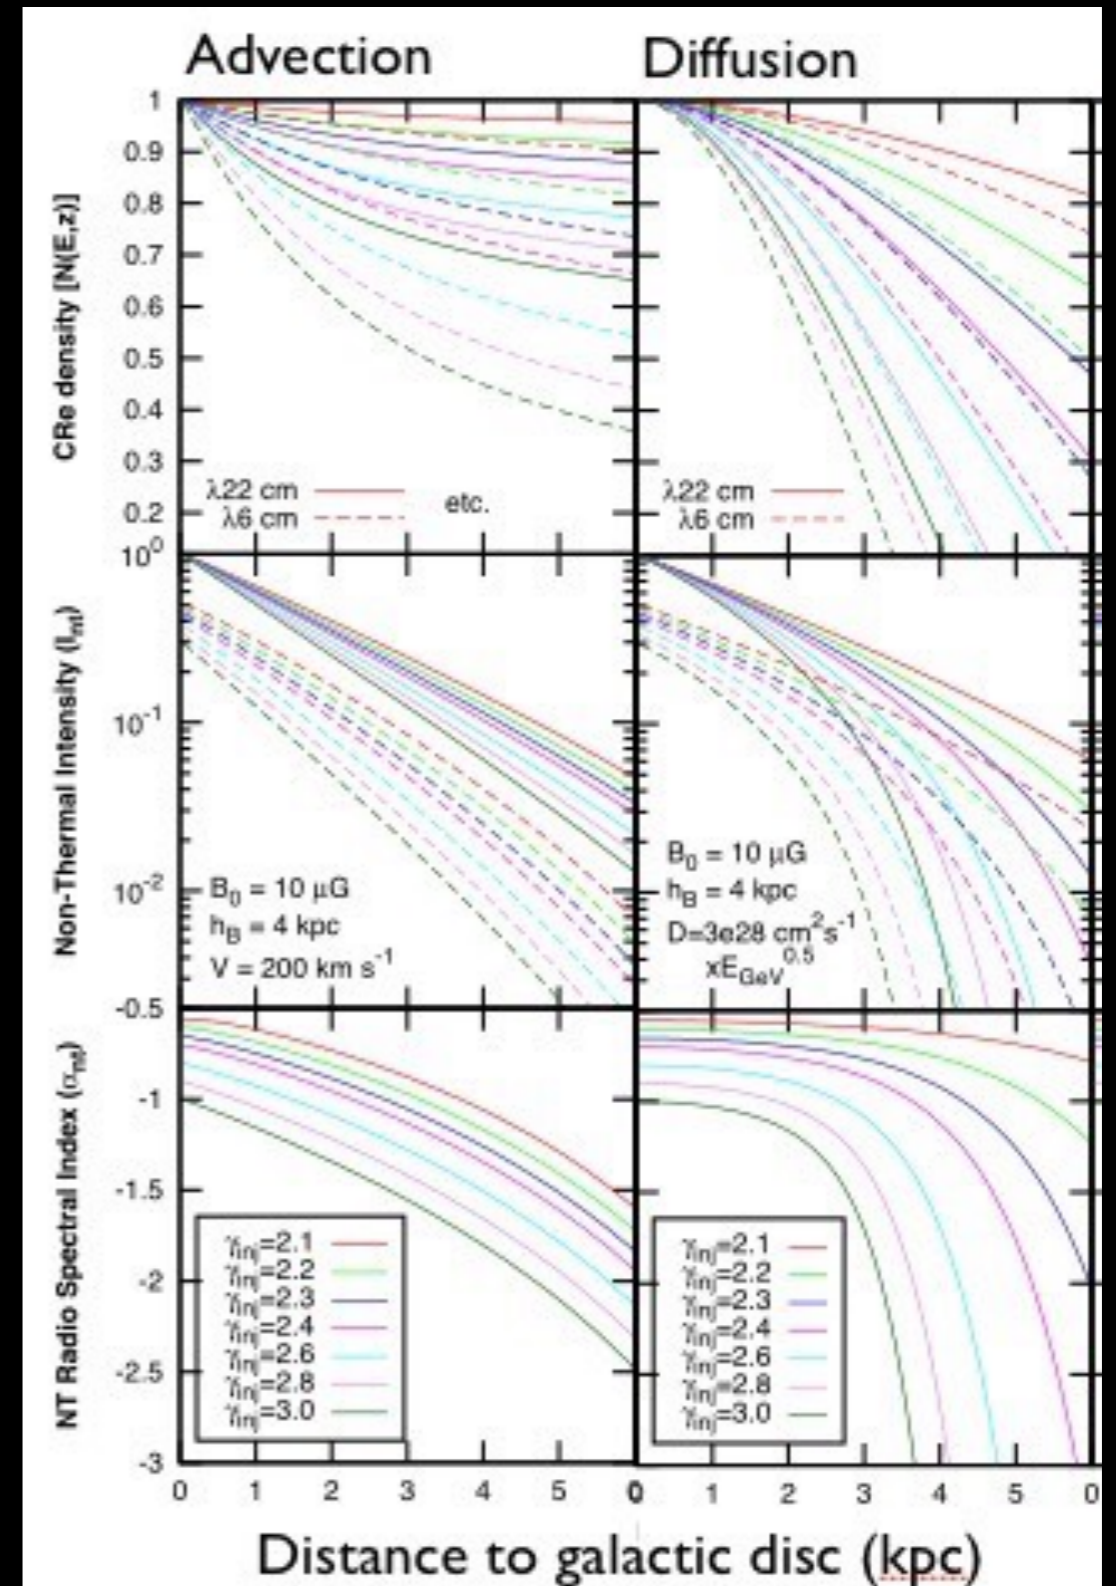 Advection
Diffusion
CRe density [N(E,z)]
1
0.9
0.8
0.7
0.6
0.5
0.4
0.3
0.2
λ22 cm
λ6 cm
etc.
λ22 cm
λ6 cm
Non-Thermal Intensity (I_nt)
10^0
10^-1
10^-2
B_0 = 10 μG
h_B = 4 kpc
V = 200 km s^-1
B_0 = 10 μG
h_B = 4 kpc
D=3e28 cm^2 s^-1
xE_GeV^0.5
NT Radio Spectral Index (α_nt)
-0.5
-1
-1.5
-2
-2.5
-3
γ_inj=2.1
γ_inj=2.2
γ_inj=2.3
γ_inj=2.4
γ_inj=2.6
γ_inj=2.8
γ_inj=3.0
γ_inj=2.1
γ_inj=2.2
γ_inj=2.3
γ_inj=2.4
γ_inj=2.6
γ_inj=2.8
γ_inj=3.0
0 1 2 3 4 5 0 1 2 3 4 5 0
Distance to galactic disc (kpc)